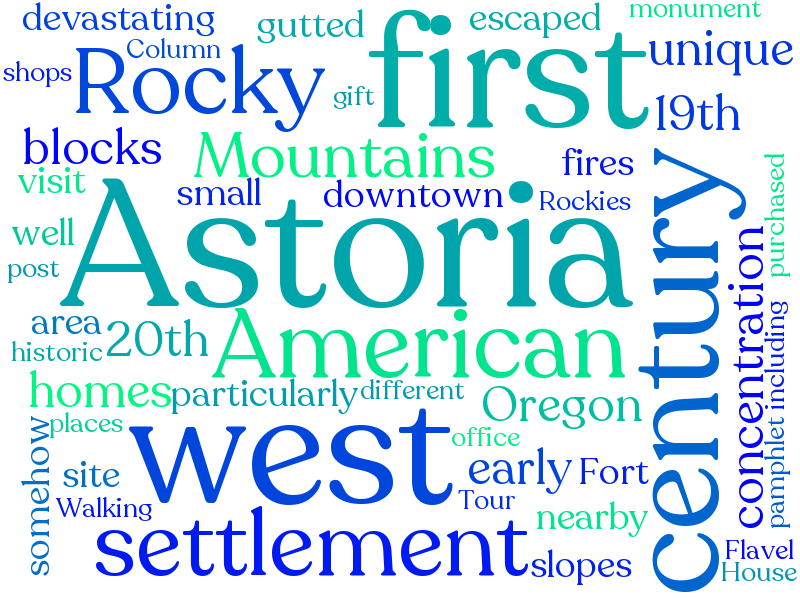 devastating
gutted
escaped
monument
Column
shops
Rocky
gift
first
unique
19th
blocks
Mountains
fires
visit
small
downtown
Rockies
well
post
Astoria
century
purchased
area
20th
historic
American
concentration
homes
particularly
different
Oregon
including
places
west
office
somehow
site
early
Fort
pamphlet
Walking
Tour
nearby
settlement
slopes
Flavel
House